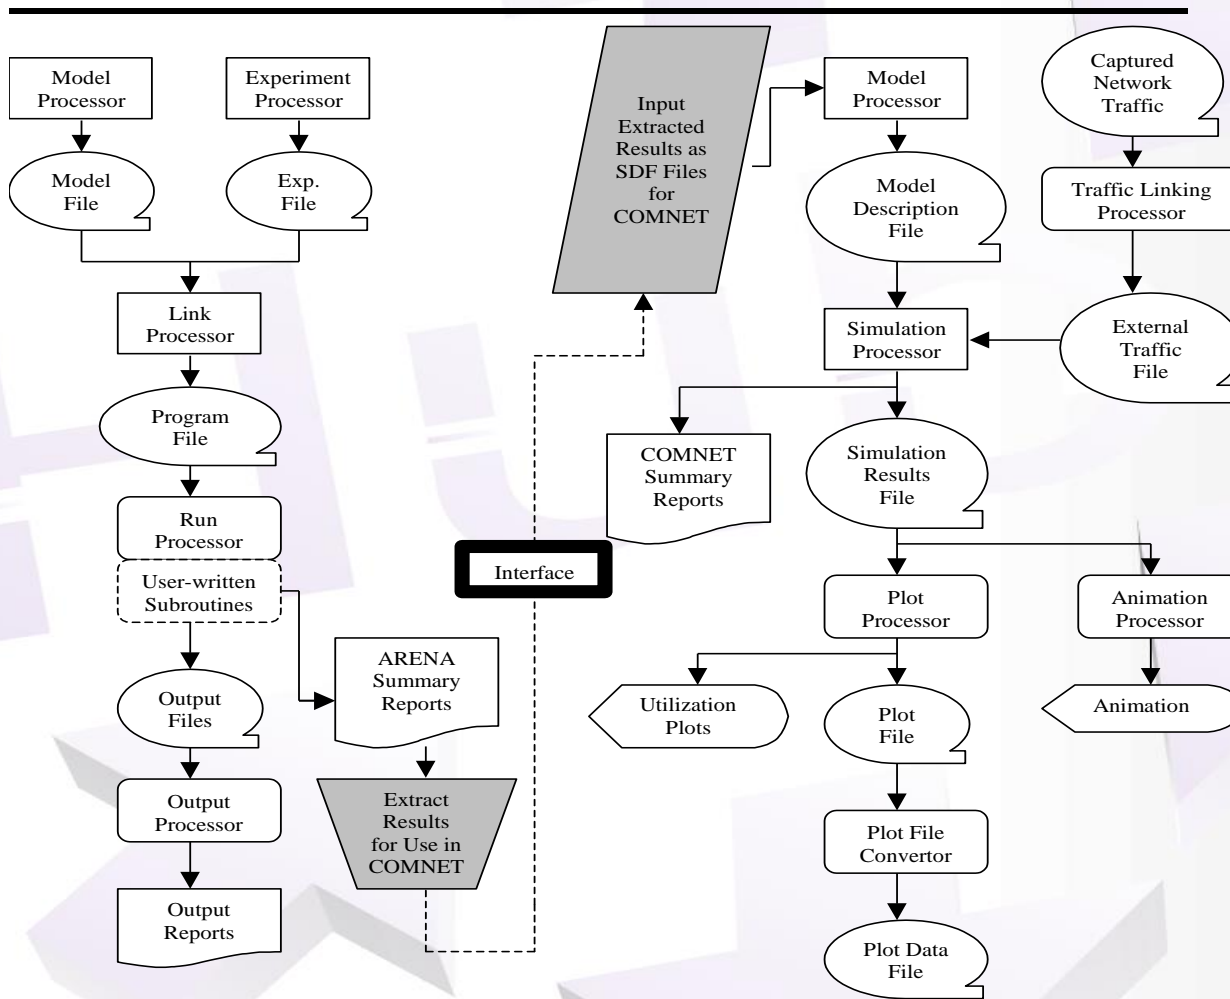 Model
Processor
Experiment
Processor
Model
File
Exp.
File
Link
Processor
Program
File
Run
Processor
User-written
Subroutines
Output
Files
Output
Processor
Output
Reports
ARENA
Summary
Reports
Extract
Results
for Use in
COMNET
Interface
Input
Extracted
Results as
SDF Files
for
COMNET
Model
Processor
Model
Description
File
Simulation
Processor
Captured
Network
Traffic
Traffic Linking
Processor
External
Traffic
File
COMNET
Summary
Reports
Simulation
Results
File
Plot
Processor
Animation
Processor
Utilization
Plots
Plot
File
Animation
Plot File
Convertor
Plot Data
File